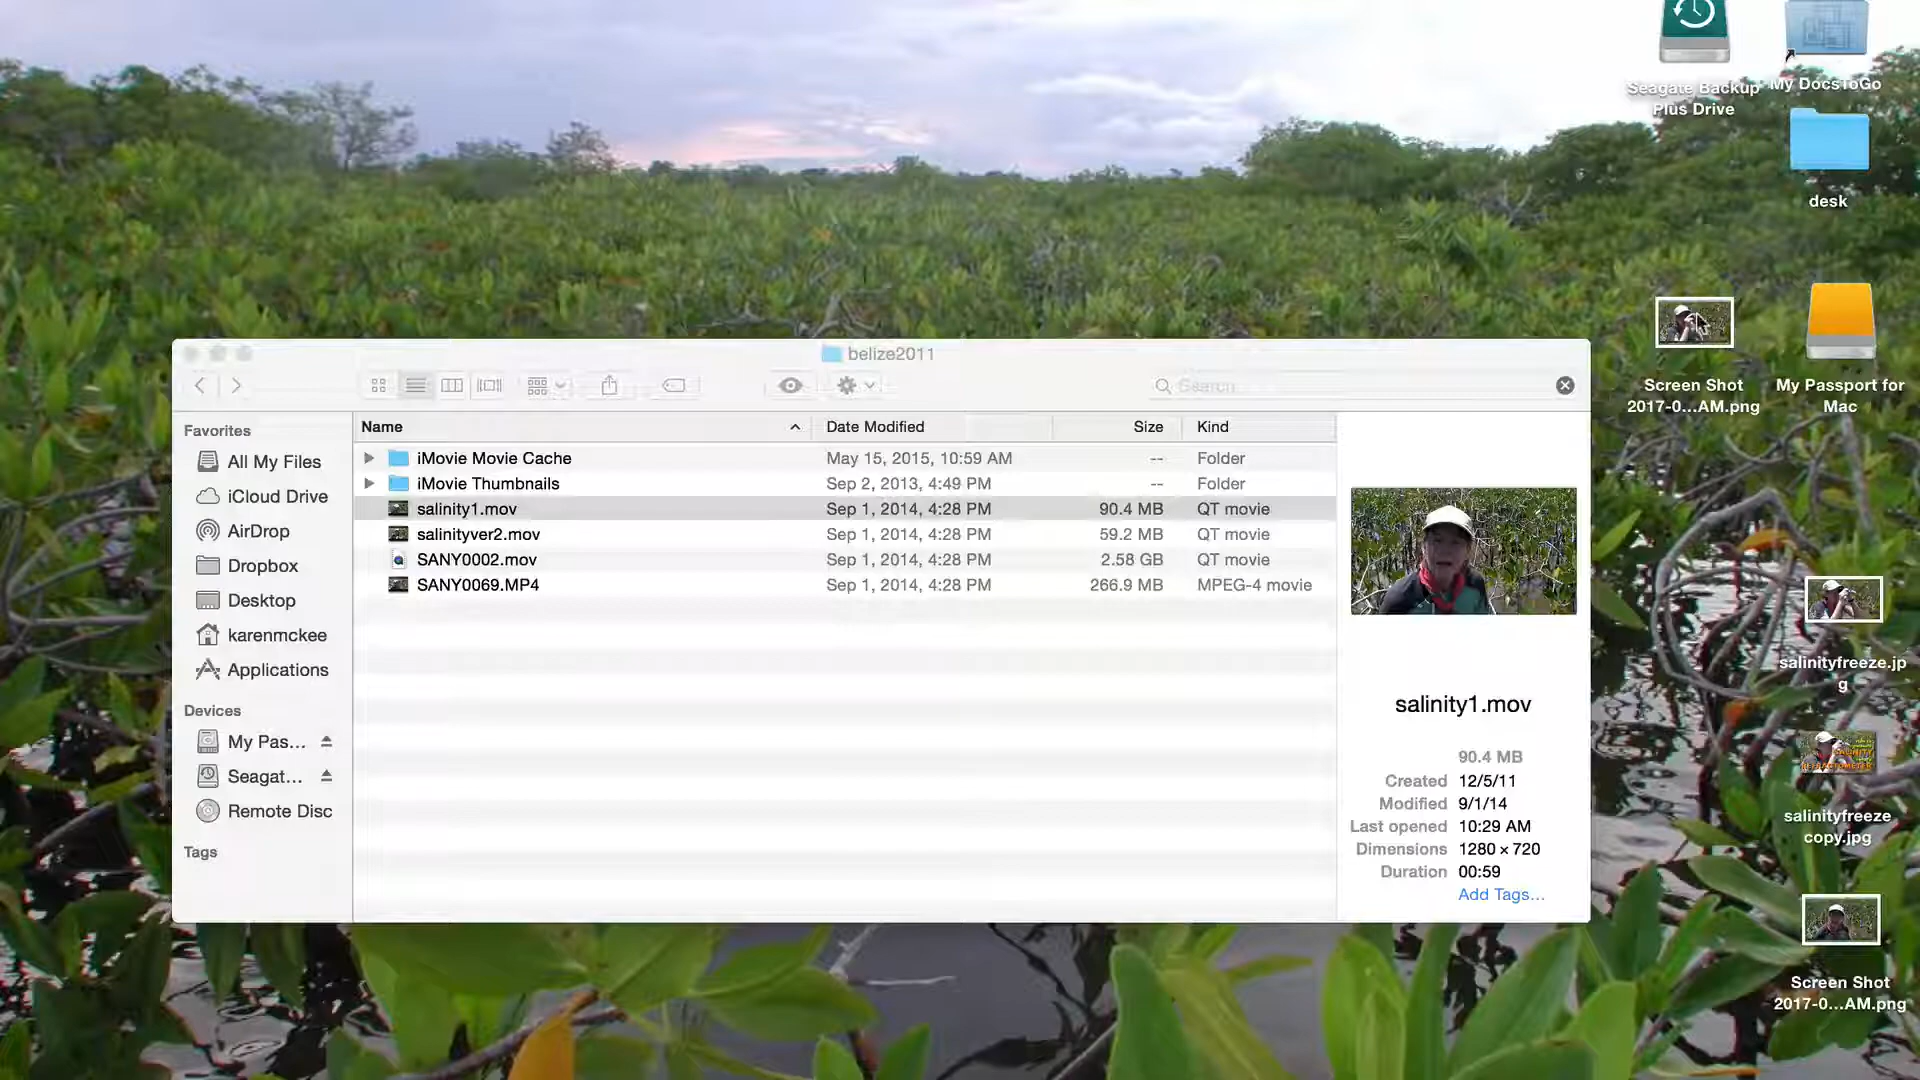 Seagate Backup
Plus Drive
My DocsToGo
desk
Screen Shot
2017-0...AM.png
My Passport for
Mac
salinityfreeze.jp
g
SALINITY
REFRACTOMETER
salinityfreeze
copy.jpg
Screen Shot
2017-0...AM.png
belize2011
Search
Favorites
All My Files
iCloud Drive
AirDrop
Dropbox
Desktop
karenmckee
Applications
Devices
My Pas...
Seagat...
Remote Disc
Tags
Name Date Modified Size Kind
iMovie Movie Cache May 15, 2015, 10:59 AM -- Folder
iMovie Thumbnails Sep 2, 2013, 4:49 PM -- Folder
salinity1.mov Sep 1, 2014, 4:28 PM 90.4 MB QT movie
salinityver2.mov Sep 1, 2014, 4:28 PM 59.2 MB QT movie
SANY0002.mov Sep 1, 2014, 4:28 PM 2.58 GB QT movie
SANY0069.MP4 Sep 1, 2014, 4:28 PM 266.9 MB MPEG-4 movie
salinity1.mov
90.4 MB
Created 12/5/11
Modified 9/1/14
Last opened 10:29 AM
Dimensions 1280 × 720
Duration 00:59
Add Tags...